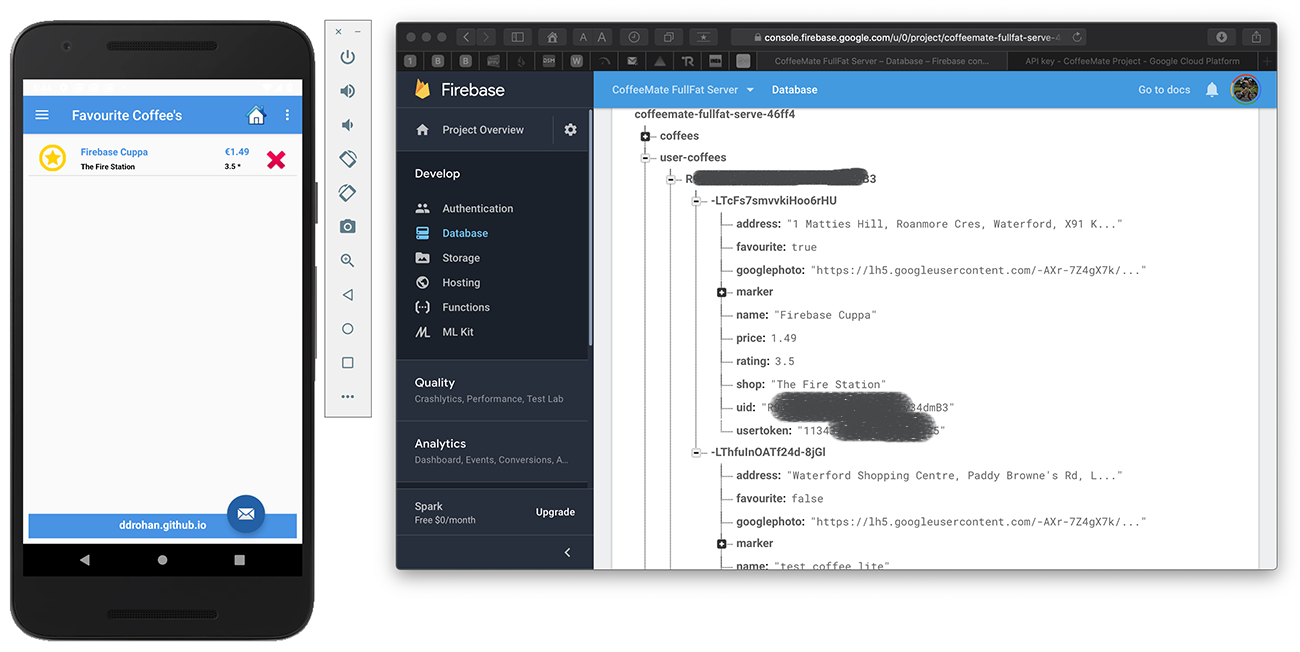 Favourite Coffee's
Firebase Cuppa €1.49
The Fire Station 3.5 *
ddrohan.github.io
console.firebase.google.com/u/0/project/coffeemate-fullfat-serve-4
A A
1 B B DSM W TR
CoffeeMate FullFat Server – Database – Firebase con...
API key - CoffeeMate Project - Google Cloud Platform
Firebase
Project Overview
Develop
Authentication
Database
Storage
Hosting
Functions
ML Kit
Quality
Crashlytics, Performance, Test Lab
Analytics
Dashboard, Events, Conversions, A...
Spark
Free $0/month
Upgrade
CoffeeMate FullFat Server
Database
Go to docs
coffeemate-fullfat-serve-46ff4
coffees
user-coffees
R B3
-LTcFs7smvvkiHoo6rHU
address: "1 Matties Hill, Roanmore Cres, Waterford, X91 K..."
favourite: true
googlephoto: "https://lh5.googleusercontent.com/-AXr-7Z4gX7k/..."
marker
name: "Firebase Cuppa"
price: 1.49
rating: 3.5
shop: "The Fire Station"
uid: "R 34dmB3"
usertoken: "1134 5"
-LThfuInOATf24d-8jGl
address: "Waterford Shopping Centre, Paddy Browne's Rd, L..."
favourite: false
googlephoto: "https://lh5.googleusercontent.com/-AXr-7Z4gX7k/..."
marker
name: "test coffee lite"